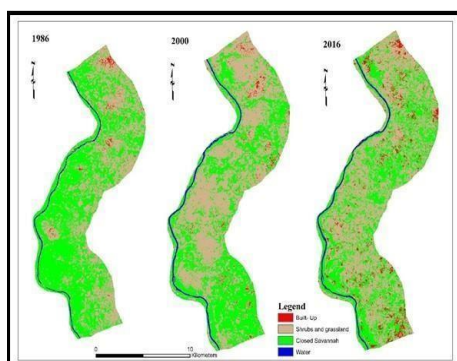 1986
2000
2016
Legend
Built- Up
Shrubs and grassland
Closed Savannah
Water
0
10
Kilometers